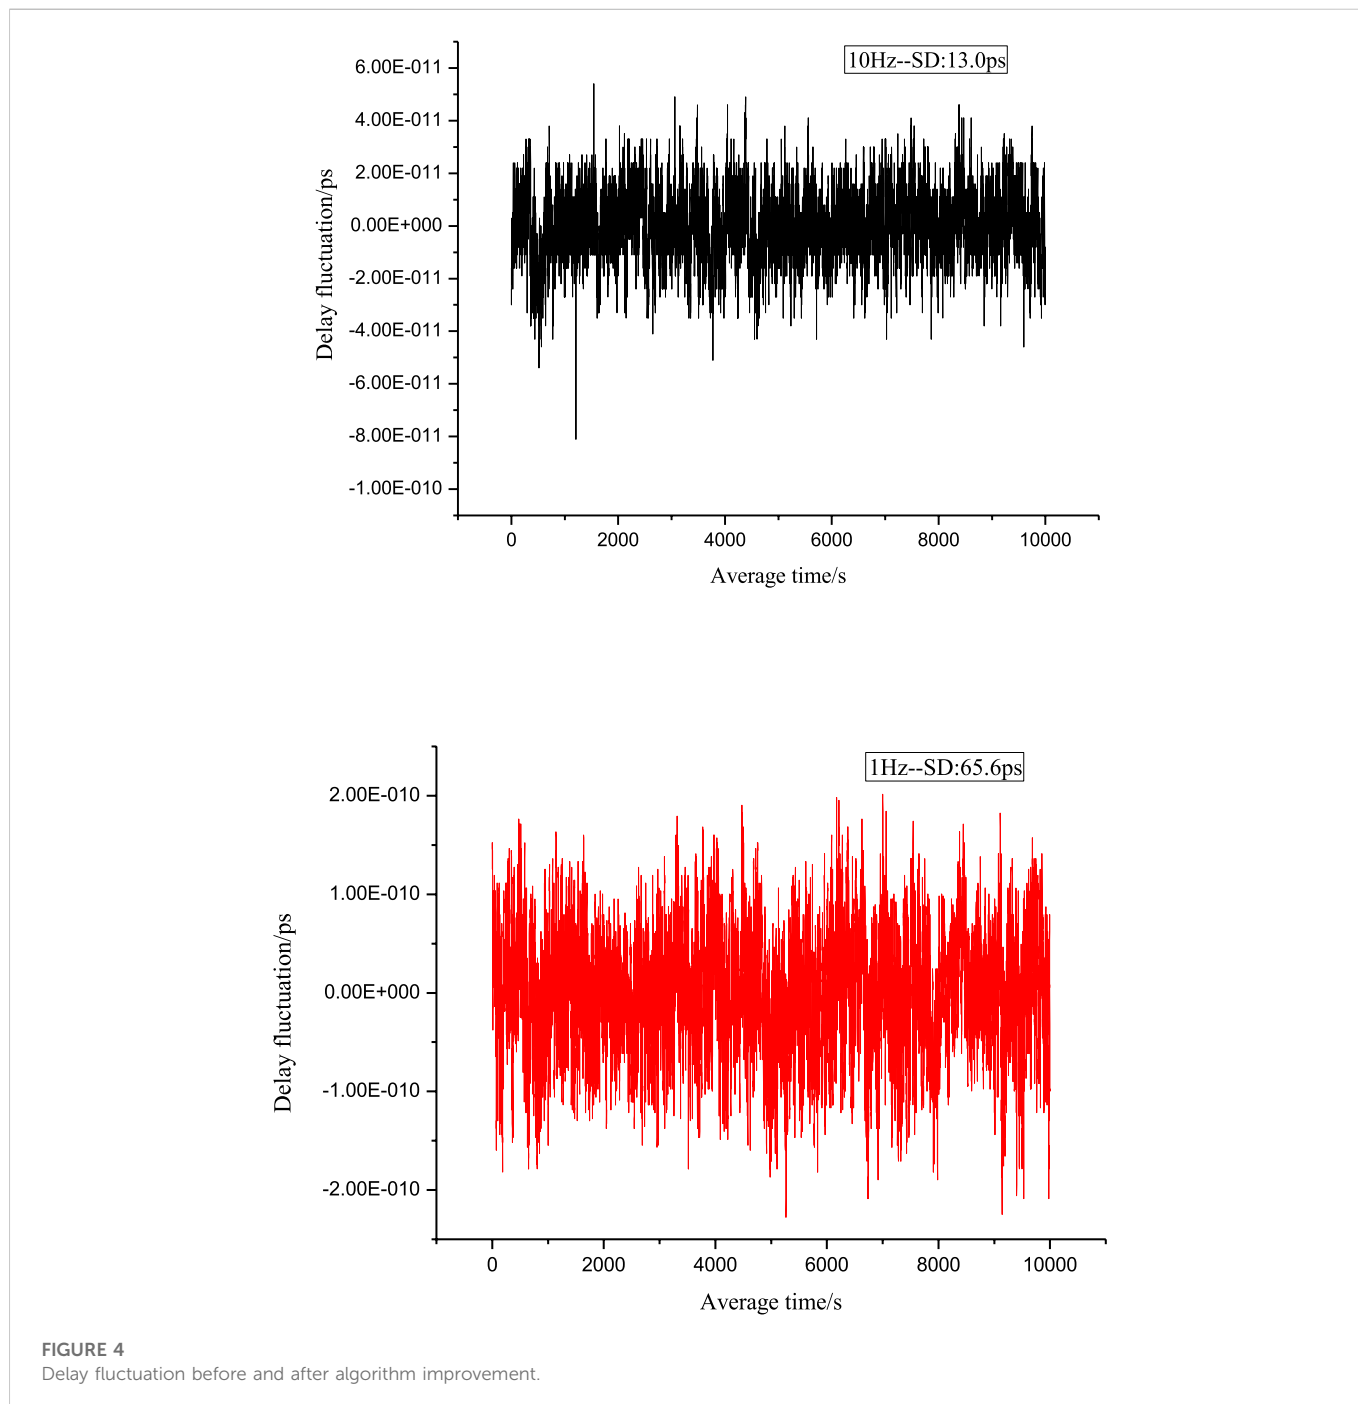 10Hz--SD:13.0ps
6.00E-011
4.00E-011
2.00E-011
0.00E+000
-2.00E-011
-4.00E-011
-6.00E-011
-8.00E-011
-1.00E-010
Delay fluctuation/ps
0 2000 4000 6000 8000 10000
Average time/s
1Hz--SD:65.6ps
2.00E-010
1.00E-010
0.00E+000
-1.00E-010
-2.00E-010
Delay fluctuation/ps
0 2000 4000 6000 8000 10000
Average time/s
FIGURE 4
Delay fluctuation before and after algorithm improvement.